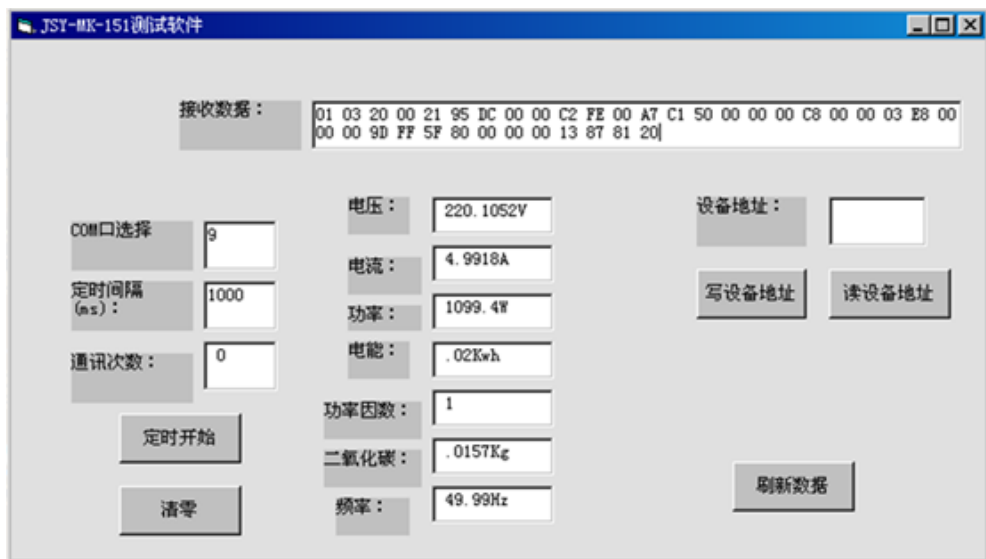 JSY-MK-151测试软件
接收数据：
01 03 20 00 21 95 DC 00 00 C2 FE 00 A7 C1 50 00 00 00 C8 00 00 03 E8 00
00 00 9D FF 5F 80 00 00 00 13 87 81 20
COM口选择
9
定时间隔
(ms)：
1000
通讯次数：
0
定时开始
清零
电压：
220.1052V
电流：
4.9918A
功率：
1099.4W
电能：
.02Kwh
功率因数：
1
二氧化碳：
.0157Kg
频率：
49.99Hz
设备地址：
写设备地址
读设备地址
刷新数据